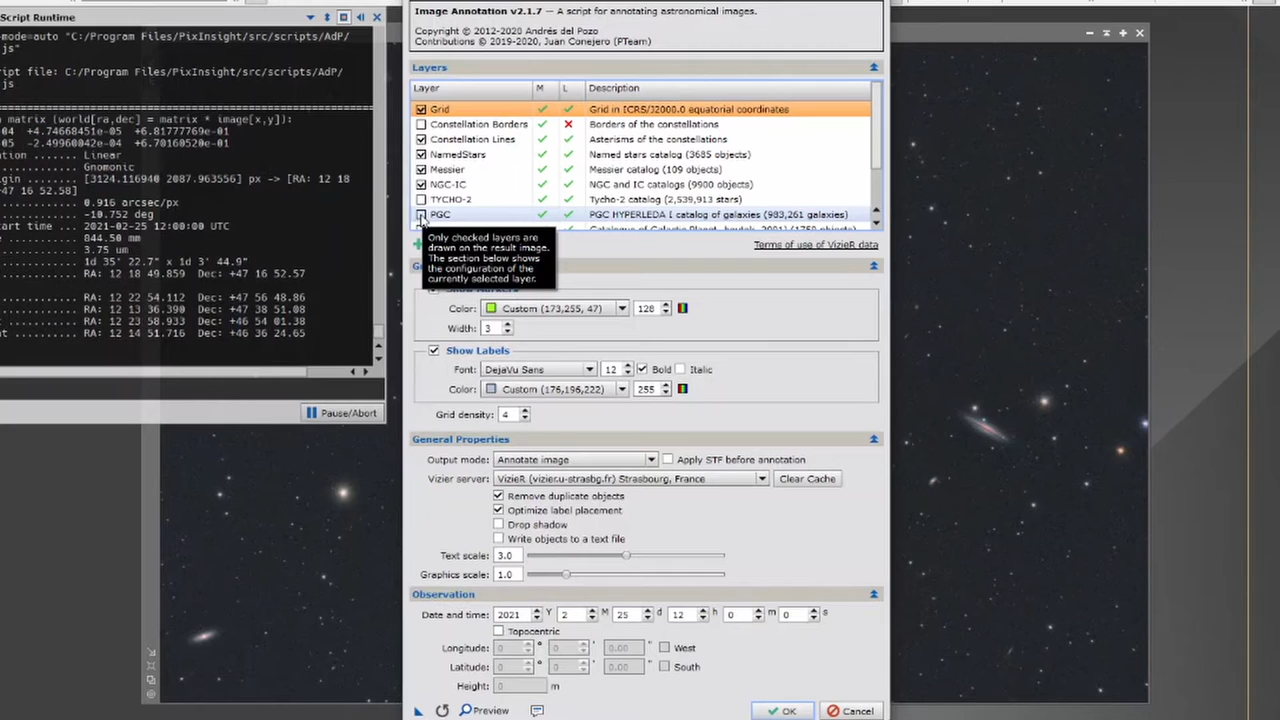 Script Runtime
-mode=auto "C:/Program Files/PixInsight/src/scripts/AdP/
js"
ript file: C:/Program Files/PixInsight/src/scripts/AdP/
js
matrix (world[ra,dec] = matrix * image[x,y]):
-04 +4.74668451e-05 +6.81777769e-01
-05 -2.49960042e-04 +6.70160520e-01
ation ....... Linear
............. Gnomonic
ngin ........ [3124.116940 2087.963556] px -> [RA: 12 18
+47 16 52.58]
............. 0.916 arcsec/px
............. -10.752 deg
start time ... 2021-02-25 12:00:00 UTC
............. 844.50 mm
............. 3.75 um
............. 1d 35' 22.7" x 1d 3' 44.9"
............. RA: 12 18 49.859 Dec: +47 16 52.57
............. RA: 12 22 54.112 Dec: +47 56 48.86
............. RA: 12 13 36.390 Dec: +47 38 51.08
............. RA: 12 23 58.933 Dec: +46 54 01.38
............. RA: 12 14 51.716 Dec: +46 36 24.65
Pause/Abort
Image Annotation v2.1.7 — A script for annotating astronomical images.
Copyright © 2012-2020 Andrés del Pozo
Contributions © 2019-2020, Juan Conejero (PTeam)
Layers
Layer M L Description
Grid Grid in ICRS/J2000.0 equatorial coordinates
Constellation Borders Borders of the constellations
Constellation Lines Asterisms of the constellations
NamedStars Named stars catalog (3685 objects)
Messier Messier catalog (109 objects)
NGC-IC NGC and IC catalogs (9900 objects)
TYCHO-2 Tycho-2 catalog (2,539,913 stars)
PGC PGC HYPERLEDA I catalog of galaxies (983,261 galaxies)
Terms of use of VizieR data
Only checked layers are
drawn on the result image.
The section below shows
the configuration of the
currently selected layer.
Color: Custom (173,255, 47) 128
Width: 3
Show Labels
Font: DejaVu Sans 12 Bold Italic
Color: Custom (176,196,222) 255
Grid density: 4
General Properties
Output mode: Annotate image Apply STF before annotation
Vizier server: VizieR (vizier.u-strasbg.fr) Strasbourg, France Clear Cache
Remove duplicate objects
Optimize label placement
Drop shadow
Write objects to a text file
Text scale: 3.0
Graphics scale: 1.0
Observation
Date and time: 2021 Y 2 M 25 d 12 h 0 m 0 s
Topocentric
Longitude: 0 ° 0 ' 0.00 " West
Latitude: 0 ° 0 ' 0.00 " South
Height: 0 m
Preview OK Cancel